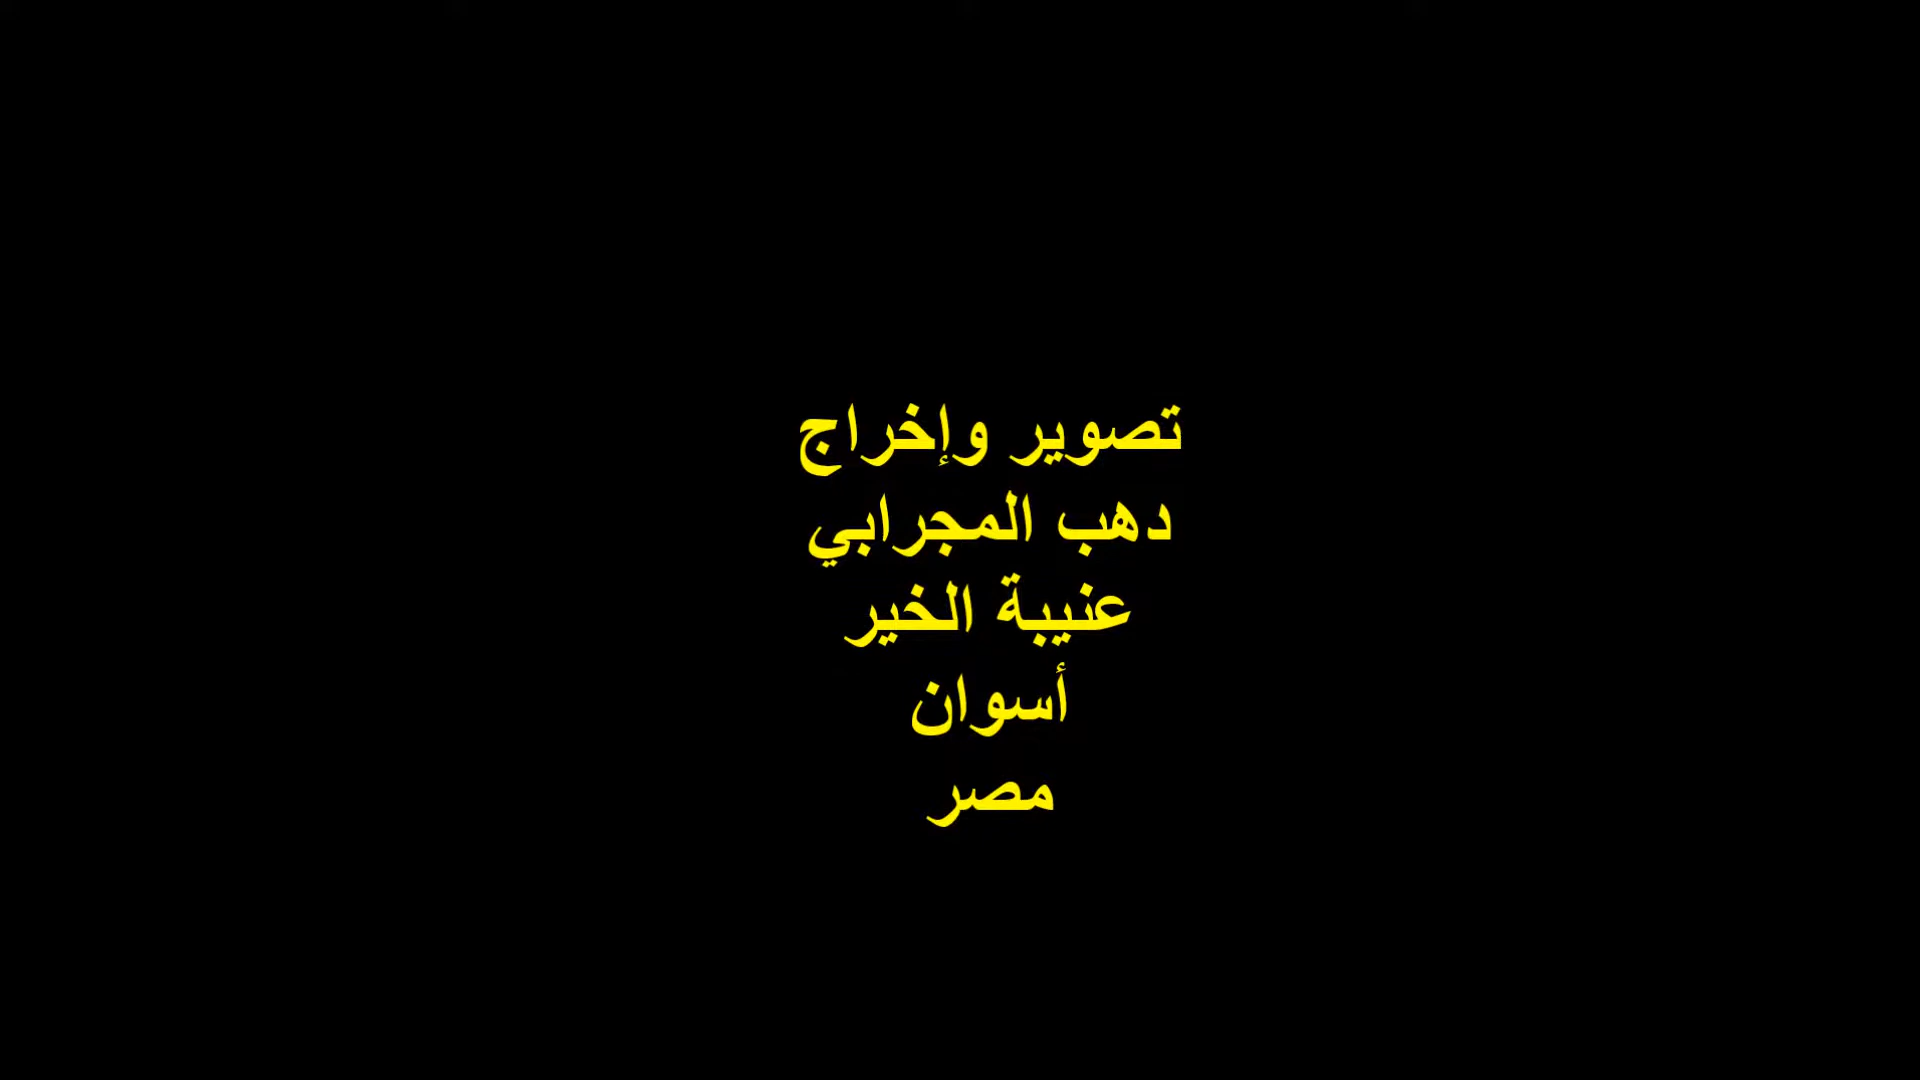 تصوير وإخراج
دهب المجرابي
عنيبة الخير
أسوان
مصر